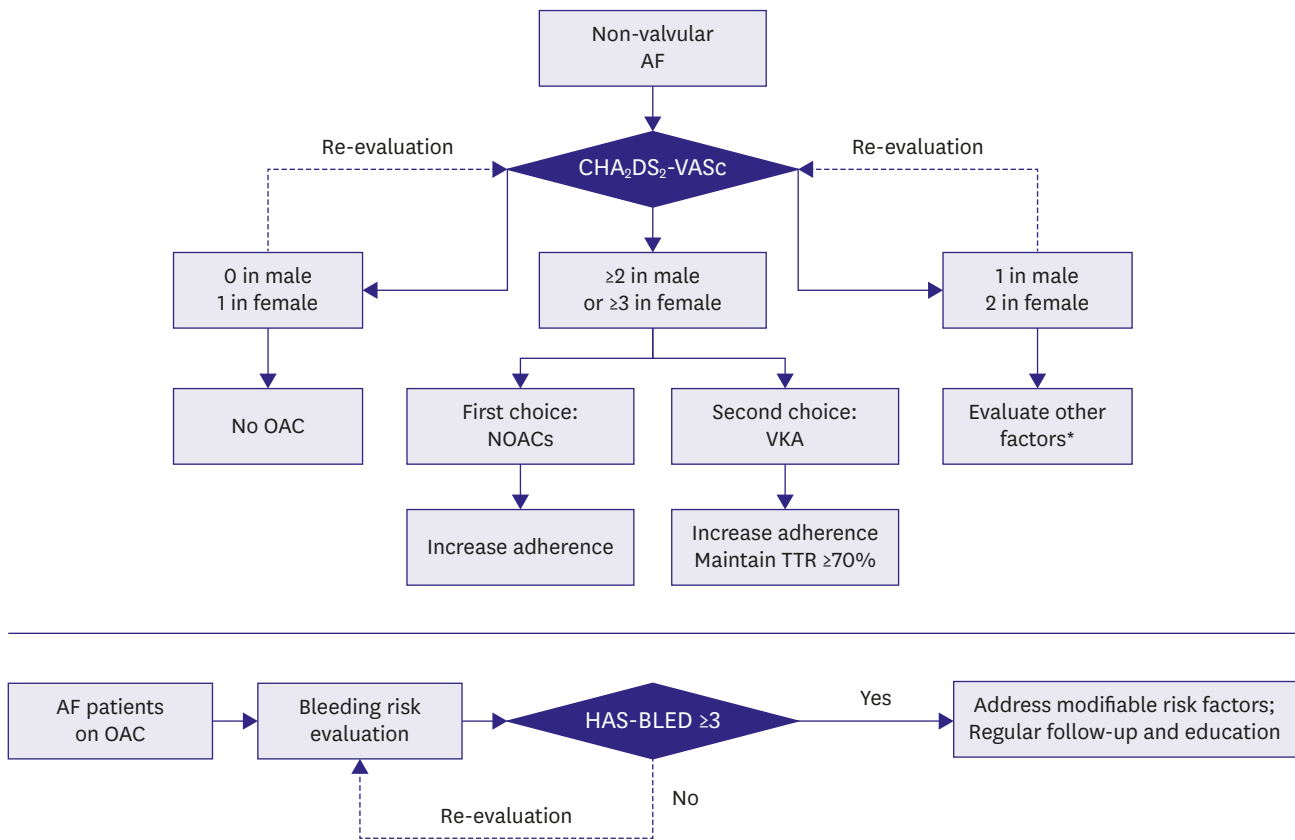 Non-valvular
AF
Re-evaluation
Re-evaluation
CHA₂DS₂-VASc
0 in male
1 in female
≥2 in male
or ≥3 in female
1 in male
2 in female
No OAC
First choice:
NOACs
Second choice:
VKA
Evaluate other
factors*
Increase adherence
Increase adherence
Maintain TTR ≥70%
AF patients
on OAC
Bleeding risk
evaluation
HAS-BLED ≥3
Yes
Address modifiable risk factors;
Regular follow-up and education
No
Re-evaluation